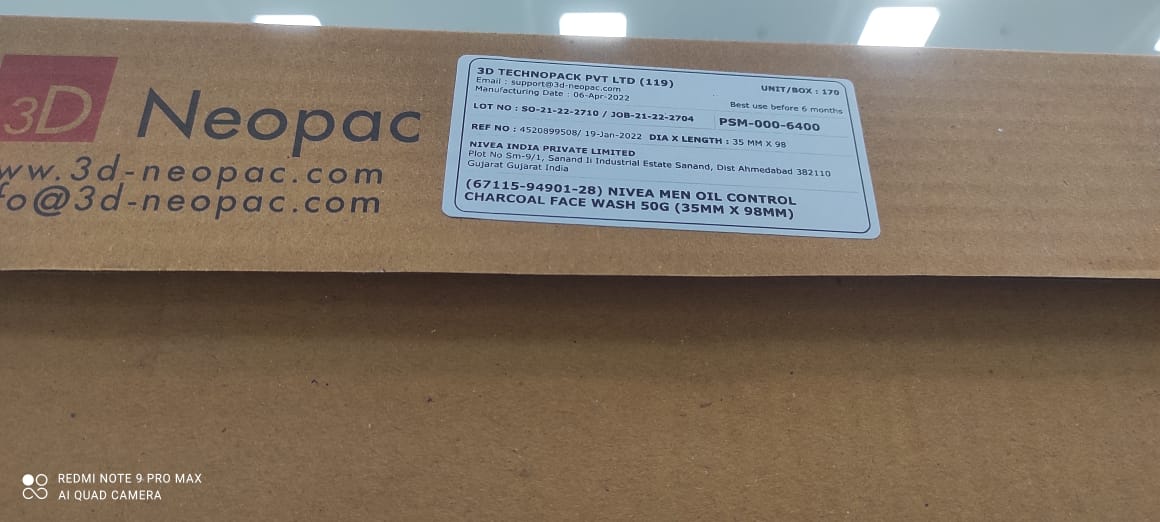 3D Neopac
ww.3d-neopac.com
fo@3d-neopac.com
3D TECHNOPACK PVT LTD (119)
Email : support@3d-neopac.com
Manufacturing Date : 06-Apr-2022
UNIT/BOX : 170
Best use before 6 months
LOT NO : SO-21-22-2710 / JOB-21-22-2704
PSM-000-6400
REF NO : 4520899508/ 19-Jan-2022 DIA X LENGTH : 35 MM X 98
NIVEA INDIA PRIVATE LIMITED
Plot No Sm-9/1, Sanand Ii Industrial Estate Sanand, Dist Ahmedabad 382110
Gujarat Gujarat India
(67115-94901-28) NIVEA MEN OIL CONTROL
CHARCOAL FACE WASH 50G (35MM X 98MM)
REDMI NOTE 9 PRO MAX
AI QUAD CAMERA